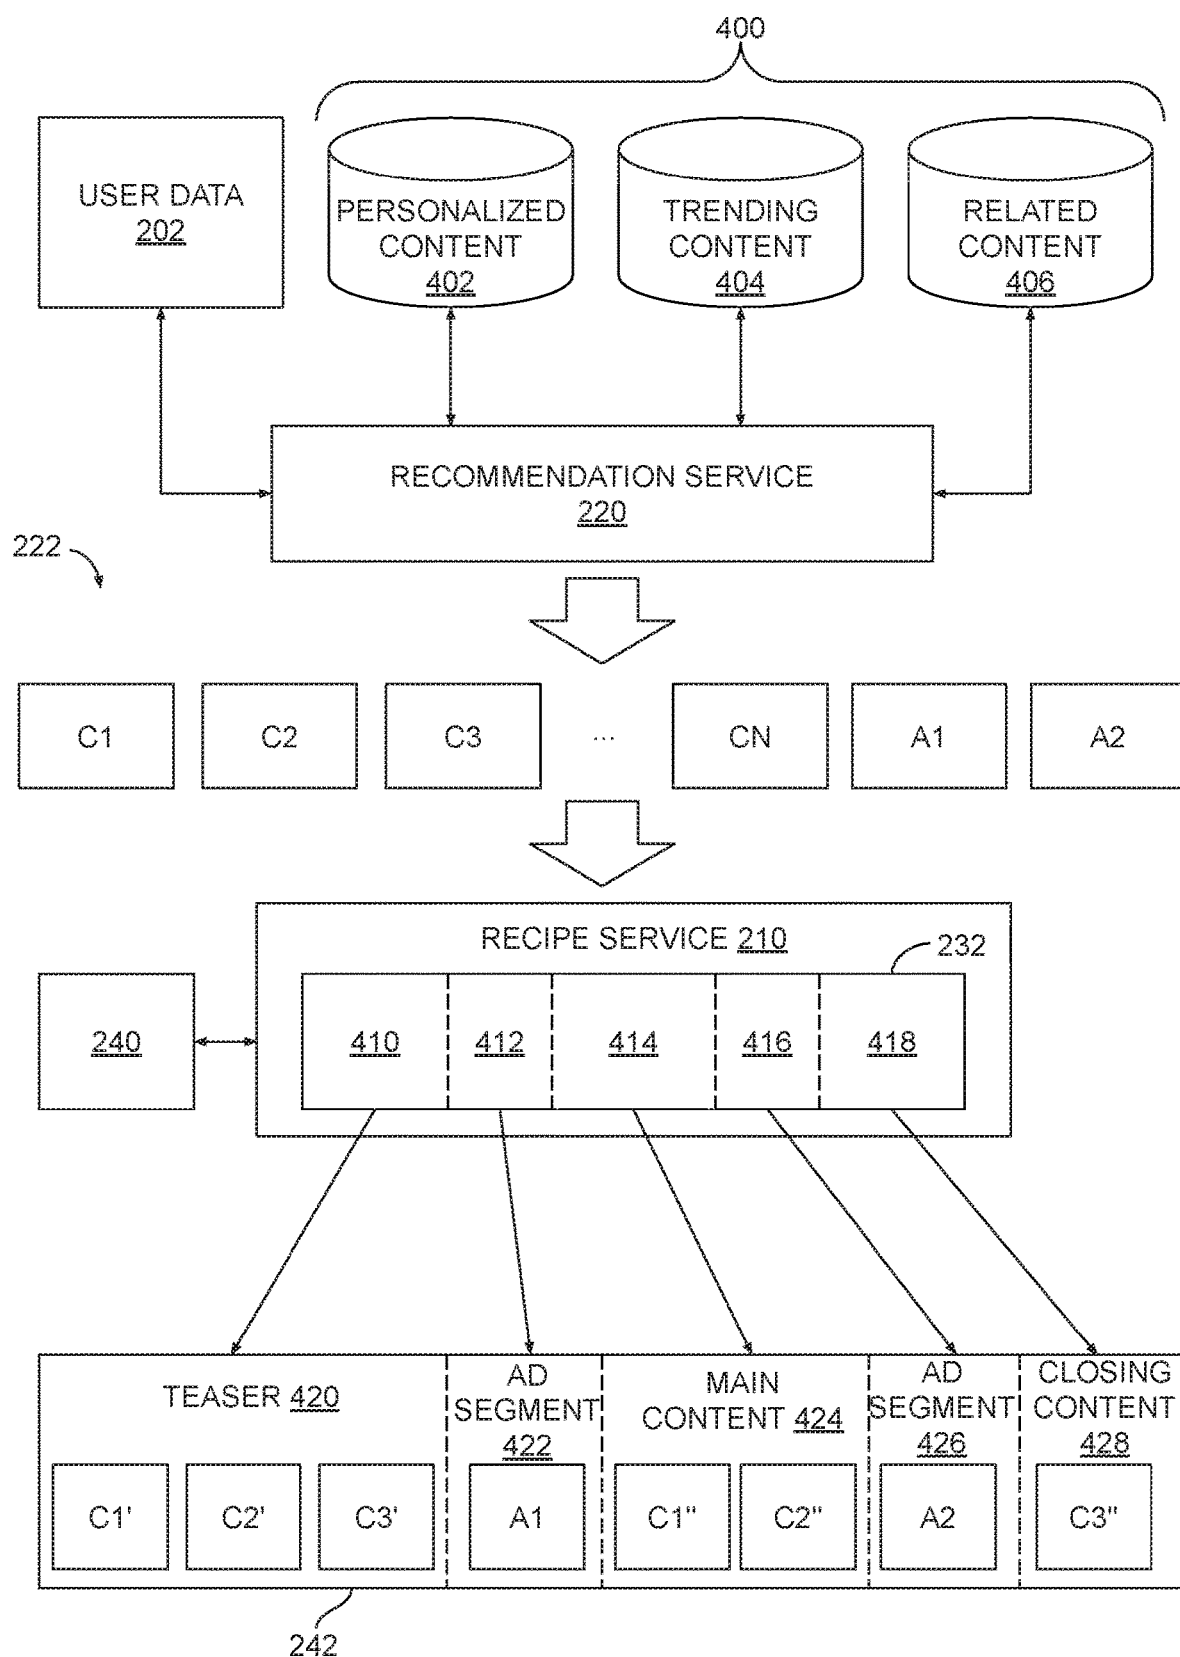 400
USER DATA
202
PERSONALIZED
CONTENT
402
TRENDING
CONTENT
404
RELATED
CONTENT
406
RECOMMENDATION SERVICE
220
222
C1
C2
C3
...
CN
A1
A2
RECIPE SERVICE 210
232
240
410
412
414
416
418
TEASER 420
AD
SEGMENT
422
MAIN
CONTENT 424
AD
SEGMENT
426
CLOSING
CONTENT
428
C1'
C2'
C3'
A1
C1"
C2"
A2
C3"
242